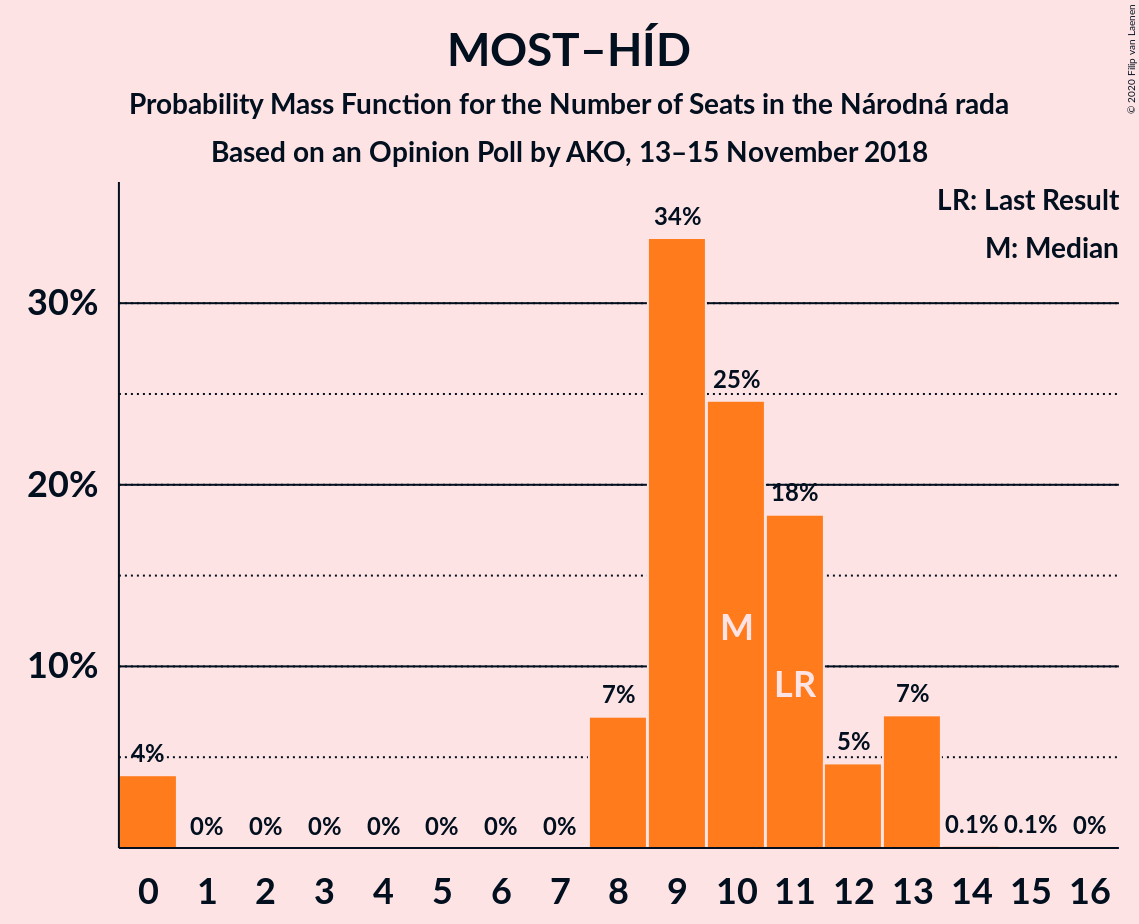 MOST–HÍD
Probability Mass Function for the Number of Seats in the Národná rada
Based on an Opinion Poll by AKO, 13–15 November 2018
© 2020 Filip van Laenen
LR: Last Result
M: Median
34%
30%
25%
20%
18%
M
10%
LR
7%
7%
5%
4%
0% 0% 0% 0% 0% 0% 0% 0.1% 0.1% 0%
0 1 2 3 4 5 6 7 8 9 10 11 12 13 14 15 16